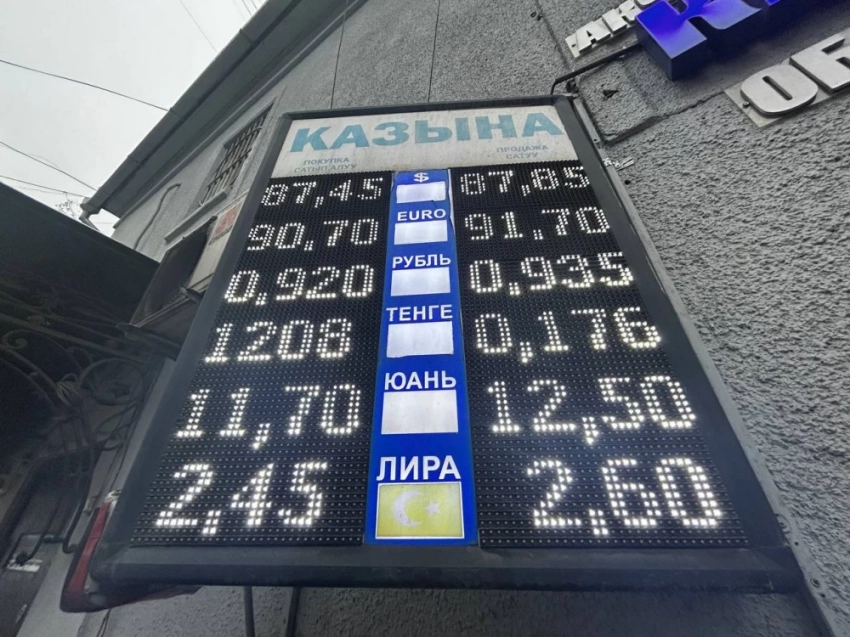 КАЗЫНА
ПОКУПКА ПРОДАЖА
САТЫП АЛУУ САТУУ
87,45 $ 87,85
90,70 EURO 91,70
0,920 РУБЛЬ 0,935
1208 ТЕНГЕ 0,176
11,70 ЮАНЬ 12,50
2,45 ЛИРА 2,60